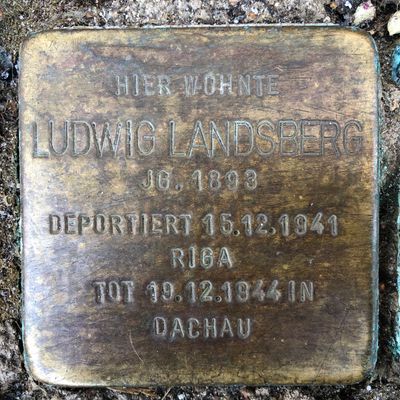 HIER WOHNTE
LUDWIG LANDSBERG
JG. 1893
DEPORTIERT 15.12.1941
RIGA
TOT 19.12.1944 IN
DACHAU